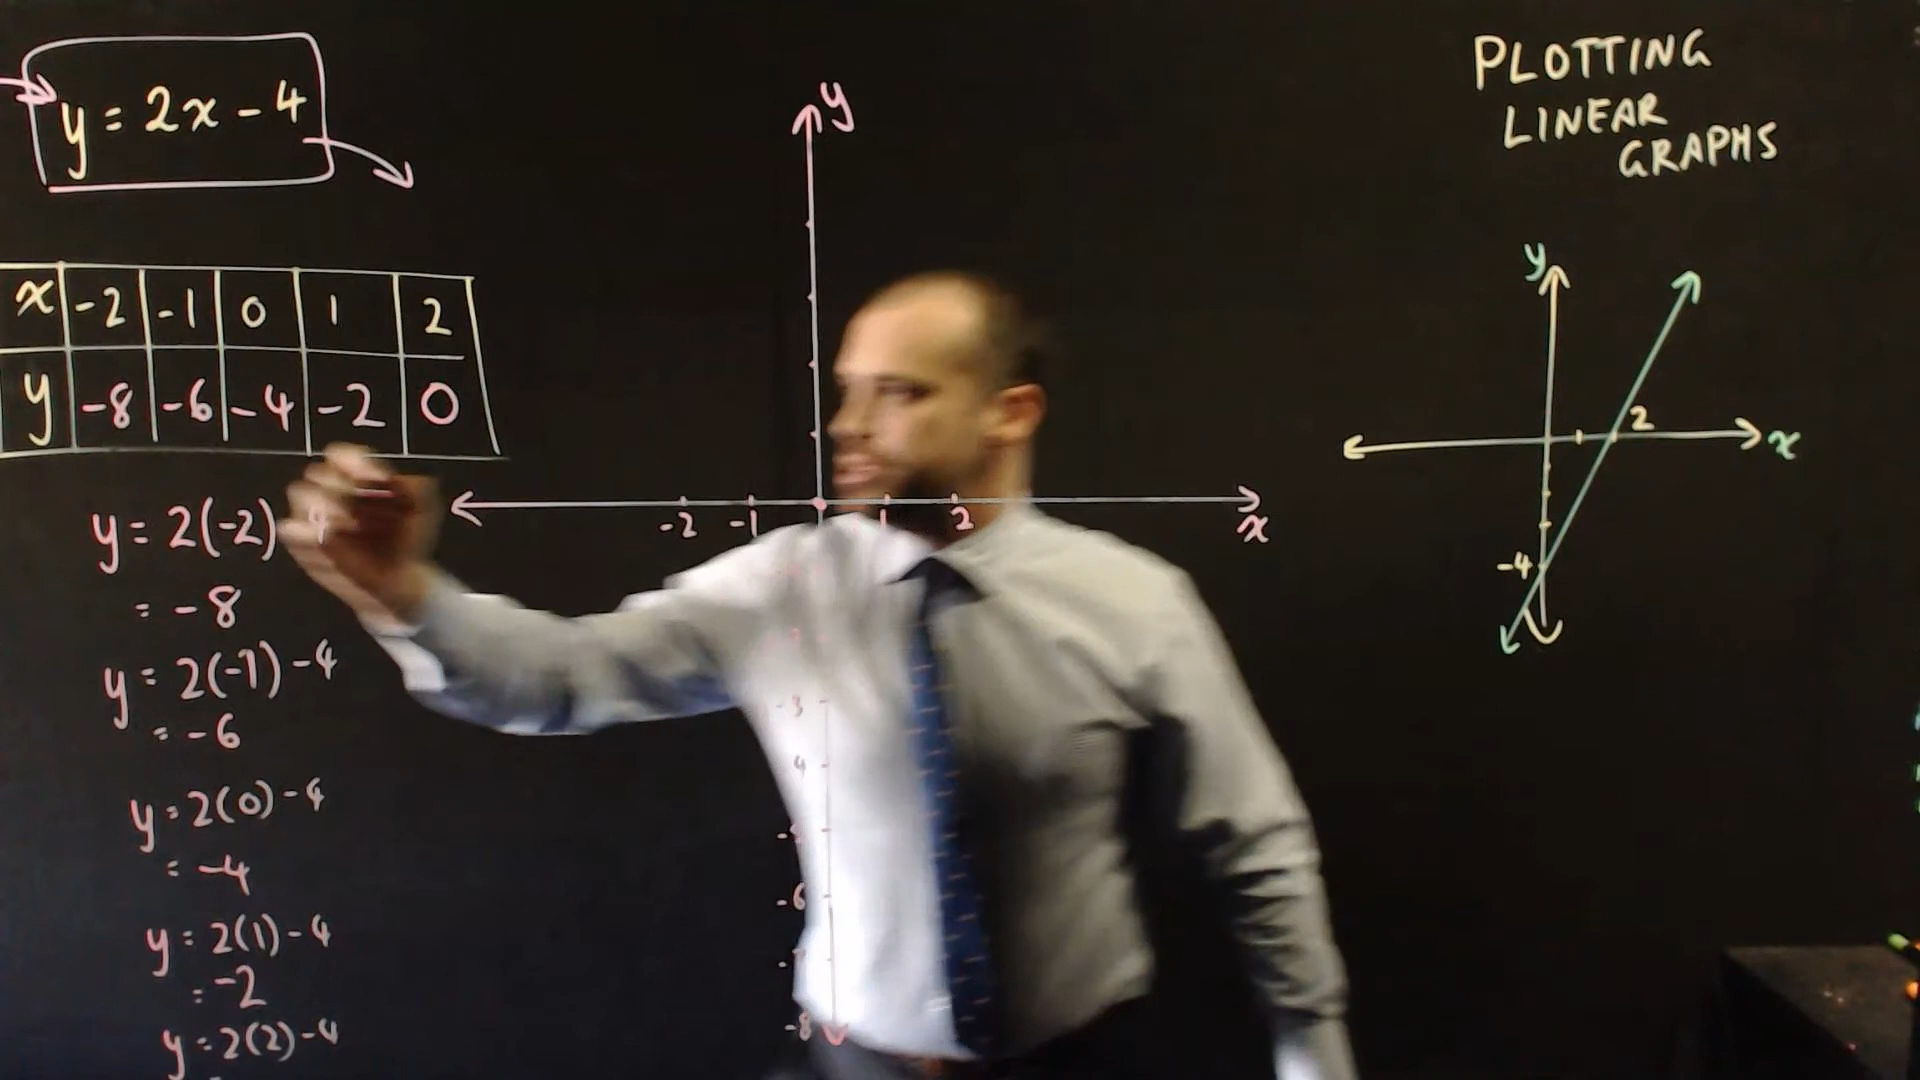 y = 2x - 4
x -2 -1 0 1 2
y -8 -6 -4 -2 0
y = 2(-2)
= -8
y = 2(-1) - 4
= -6
y = 2(0) - 4
= -4
y = 2(1) - 4
= -2
y = 2(2) - 4
y
-2 -1 1 2
x
-3
4
-6
-8
PLOTTING
LINEAR
GRAPHS
y
2
x
-4